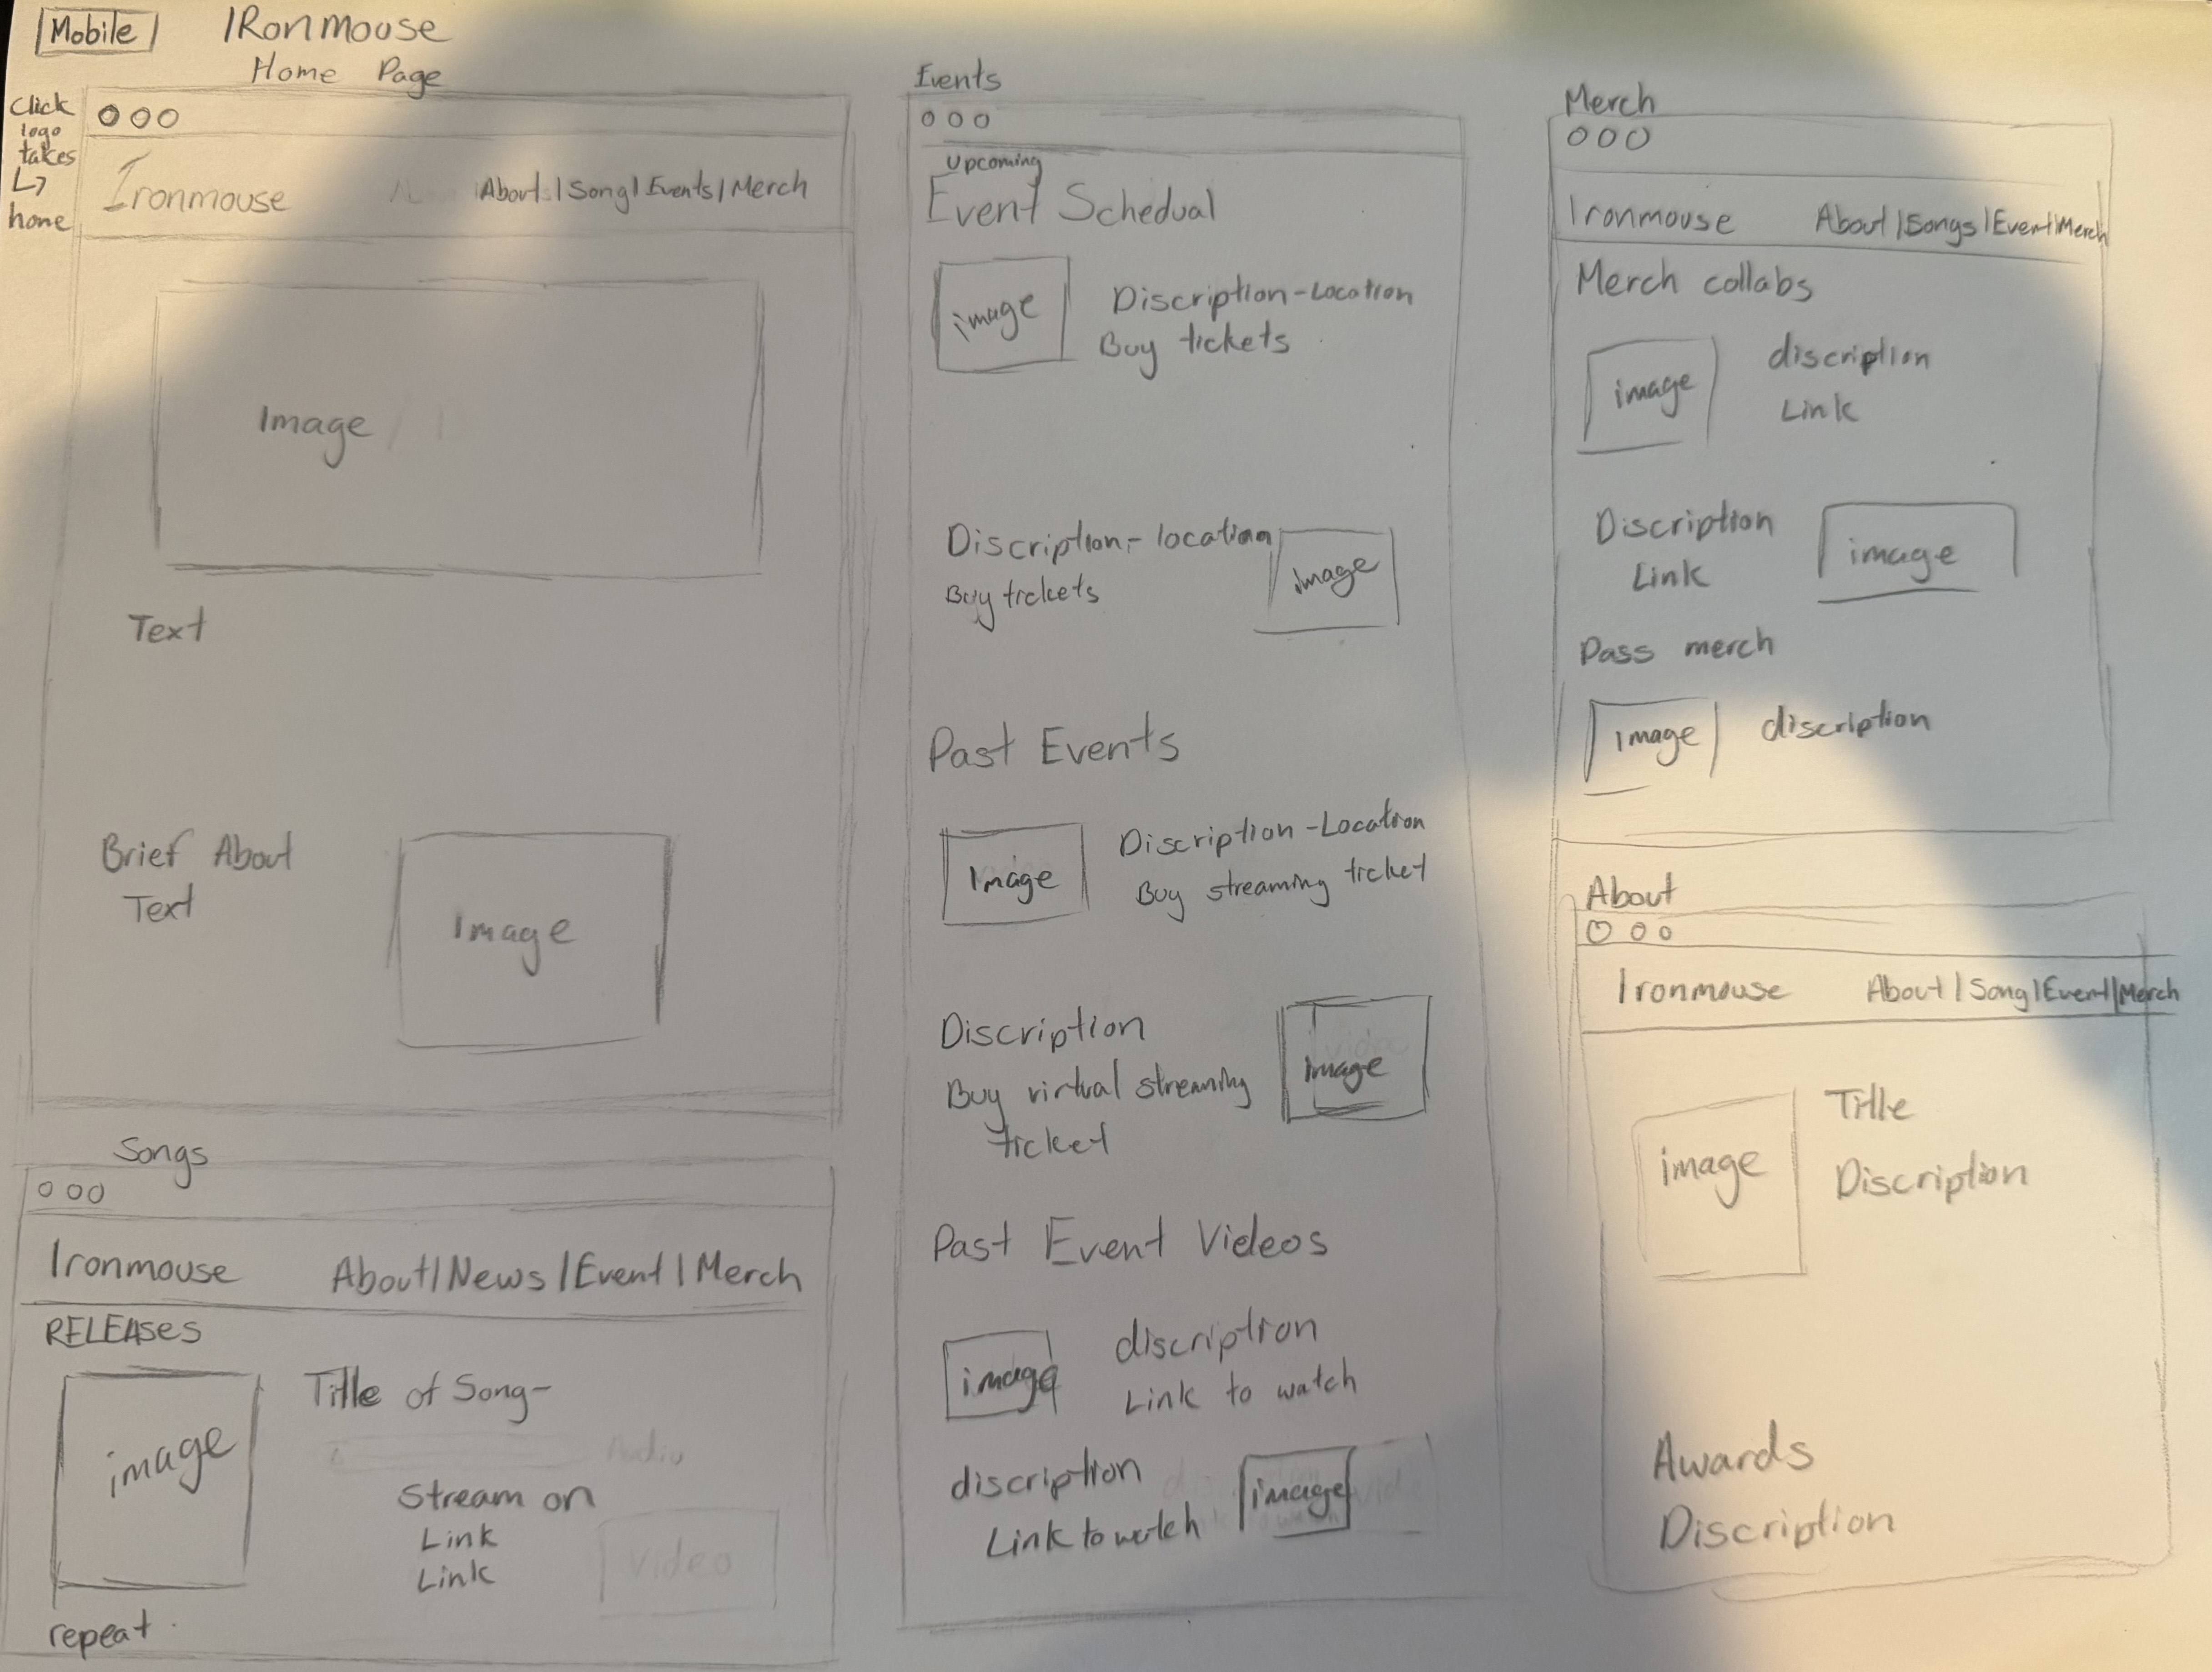 Mobile
IRonmouse
Home Page
Click
logo
takes
home
Ironmouse
About | Song | Events | Merch
Image
Text
Brief About
Text
Image
Songs
Ironmouse
About | News | Event | Merch
RELEASES
image
Title of Song-
Audio
Stream on
Link
Link
Video
repeat
Events
Upcoming
Event Schedual
image
Discription - Location
Buy tickets
Discription - location
Buy tickets
image
Past Events
Image
Discription - Location
Buy streaming ticket
Discription
Buy virtual streaming
ticket
video
Image
Past Event Videos
image
discription
Link to watch
discription
Link to watch
image
Merch
Ironmouse
About | Songs | Event | Merch
Merch collabs
image
discription
Link
Discription
Link
image
Pass merch
image
discription
About
Ironmouse
About | Song | Event | Merch
image
Title
Discription
Awards
Discription